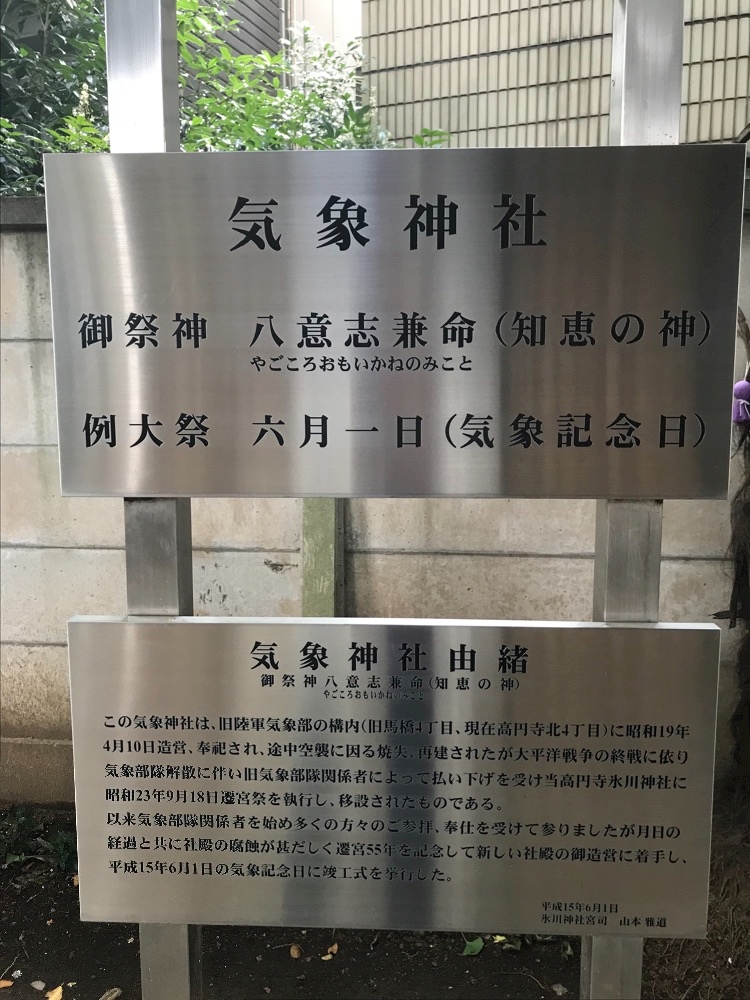 気象神社
御祭神 八意志兼命(知恵の神)
やごころおもいかねのみこと
例大祭 六月一日(気象記念日)
気象神社由緒
御祭神八意志兼命(知恵の神)
やごころおもいかねのみこと
この気象神社は、旧陸軍気象部の構内(旧馬橋4丁目、現在高円寺北4丁目)に昭和19年
4月10日造営、奉祀され、途中空襲に因る焼失、再建されたが大平洋戦争の終戦に依り
気象部隊解散に伴い旧気象部隊関係者によって払い下げを受け当高円寺氷川神社に
昭和23年9月18日遷宮祭を執行し、移設されたものである。
以来気象部隊関係者を始め多くの方々のご参拝、奉仕を受けて参りましたが月日の
経過と共に社殿の腐蝕が甚だしく遷宮55年を記念して新しい社殿の御造営に着手し、
平成15年6月1日の気象記念日に竣工式を挙行した。
平成15年6月1日
氷川神社宮司 山本 雅道